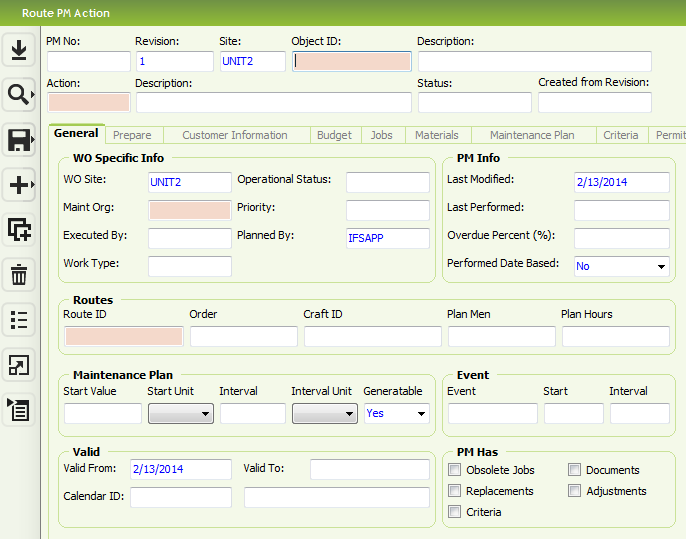 Route PM Action
PM No: Revision: Site: Object ID: Description:
1 UNIT2
Action: Description: Status: Created from Revision:
General Prepare Customer Information Budget Jobs Materials Maintenance Plan Criteria Permit
WO Specific Info
WO Site: UNIT2 Operational Status:
Maint Org: Priority:
Executed By: Planned By: IFSAPP
Work Type:
PM Info
Last Modified: 2/13/2014
Last Performed:
Overdue Percent (%):
Performed Date Based: No
Routes
Route ID Order Craft ID Plan Men Plan Hours
Maintenance Plan
Start Value Start Unit Interval Interval Unit Generatable
Yes
Event
Event Start Interval
Valid
Valid From: 2/13/2014 Valid To:
Calendar ID:
PM Has
Obsolete Jobs Documents
Replacements Adjustments
Criteria